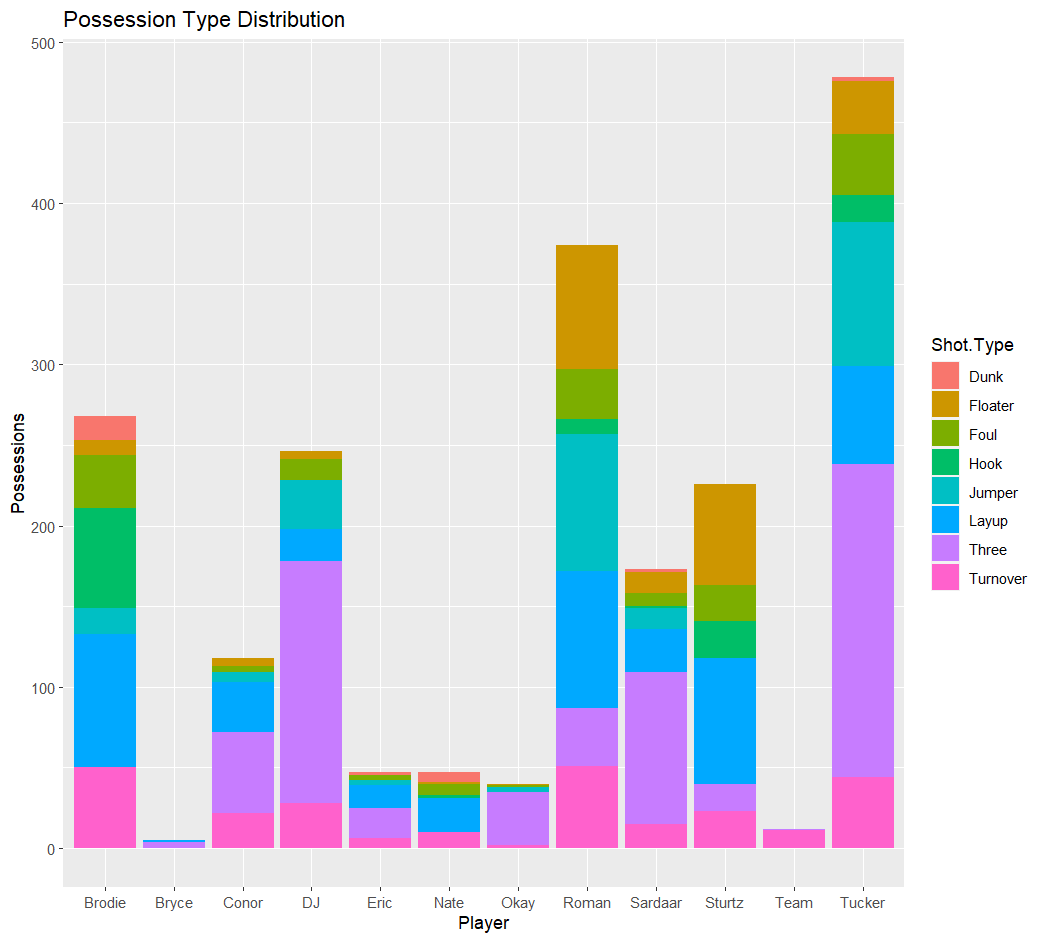 Possession Type Distribution
500
400
300
200
100
0
Possessions
Brodie Bryce Conor DJ Eric Nate Okay Roman Sardaar Sturtz Team Tucker
Player
Shot.Type
Dunk
Floater
Foul
Hook
Jumper
Layup
Three
Turnover